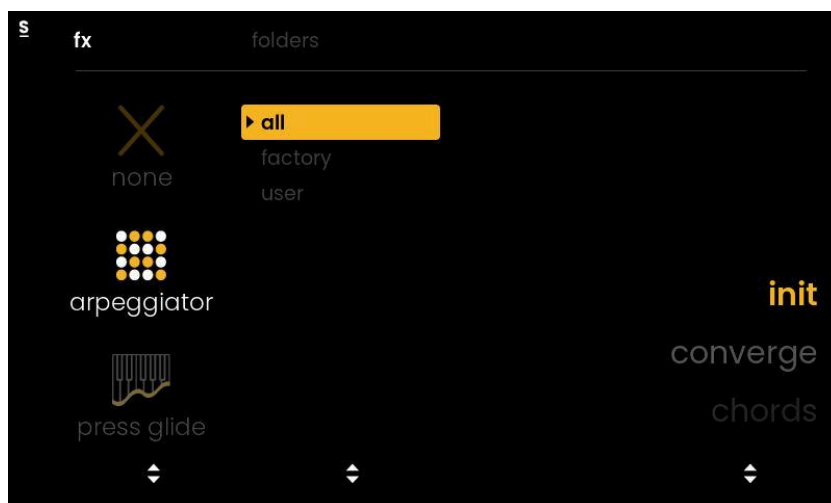 S
fx
folders
none
arpeggiator
press glide
all
factory
user
init
converge
chords